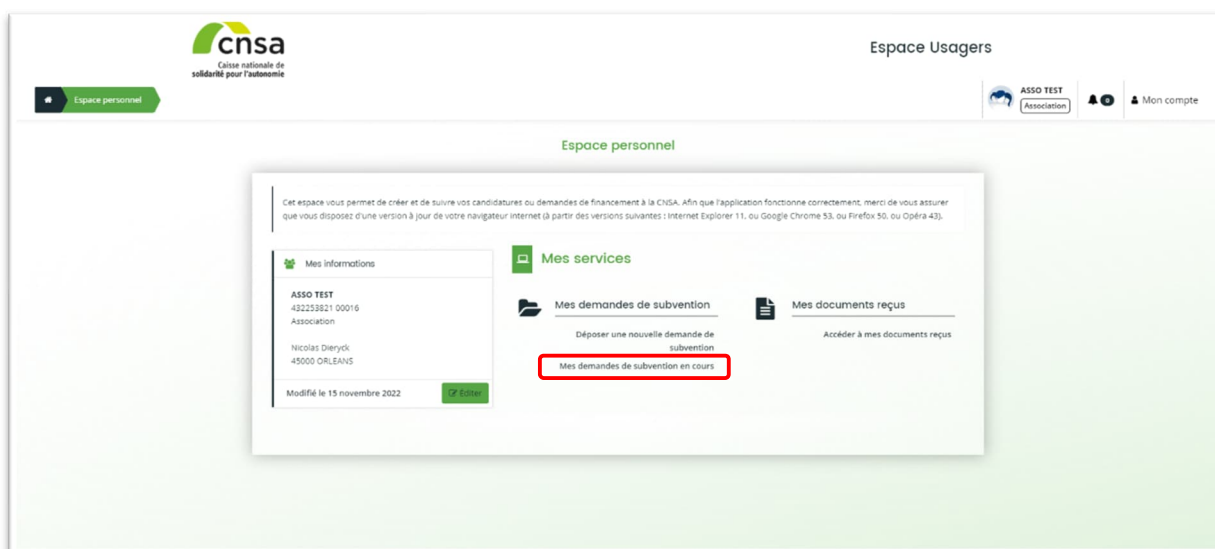 cnsa
Caisse nationale de
solidarité pour l'autonomie
Espace Usagers
Espace personnel
ASSO TEST
Association
0
Mon compte
Espace personnel
Cet espace vous permet de créer et de suivre vos candidatures ou demandes de financement à la CNSA. Afin que l'application fonctionne correctement, merci de vous assurer
que vous disposez d'une version à jour de votre navigateur internet (à partir des versions suivantes : Internet Explorer 11, ou Google Chrome 53, ou Firefox 50, ou Opéra 43).
Mes informations
ASSO TEST
432253821 00016
Association
Nicolas Dieryck
45000 ORLEANS
Modifié le 15 novembre 2022
Editer
Mes services
Mes demandes de subvention
Déposer une nouvelle demande de
subvention
Mes demandes de subvention en cours
Mes documents reçus
Accéder à mes documents reçus